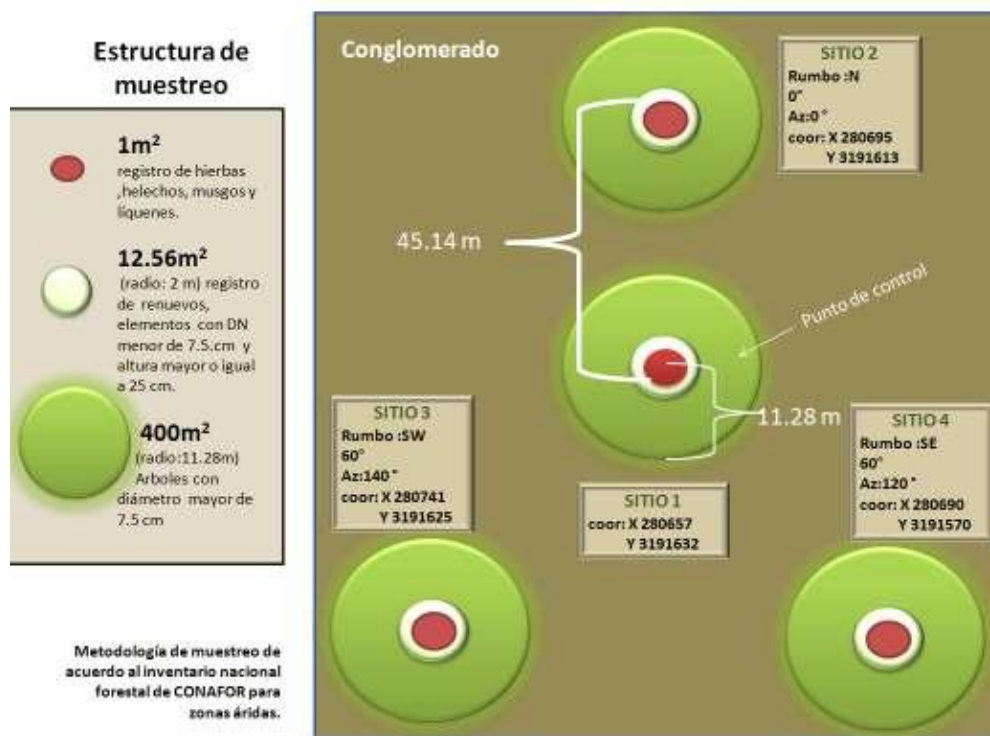 Estructura de
muestreo
1m²
registro de hierbas
,helechos, musgos y
líquenes.
12.56m²
(radio: 2 m) registro
de renuevos,
elementos con DN
menor de 7.5.cm y
altura mayor o igual
a 25 cm.
400m²
(radio:11.28m)
Arboles con
diámetro mayor de
7.5 cm
Metodología de muestreo de
acuerdo al inventario nacional
forestal de CONAFOR para
zonas áridas.
Conglomerado
SITIO 2
Rumbo :N
0°
Az:0 °
coor: X 280695
Y 3191613
45.14 m
Punto de control
11.28 m
SITIO 3
Rumbo :SW
60°
Az:140 °
coor: X 280741
Y 3191625
SITIO 1
coor: X 280657
Y 3191632
SITIO 4
Rumbo :SE
60°
Az:120 °
coor: X 280690
Y 3191570